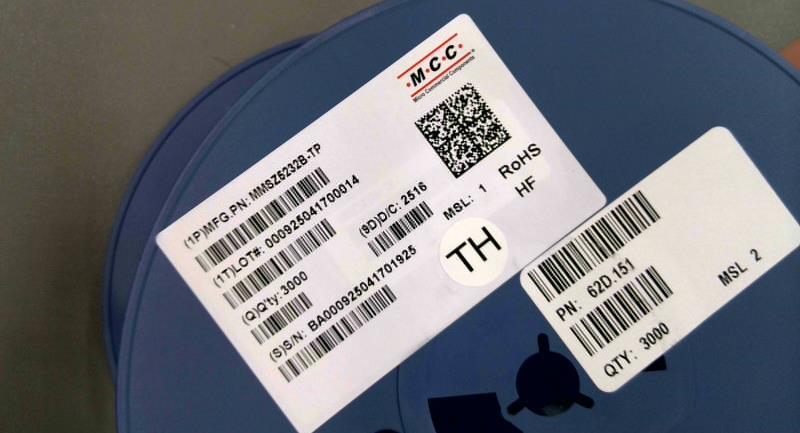 M·C·C
Micro Commercial Components
(1P)MFG.PN: MMSZ5232B-TP
(1T)LOT#: 000925041700014
(Q)Q'ty:3000
(9D)D/C: 2516
MSL: 1
RoHS
HF
(S)S/N: BA000925041701925
TH
PN: 62D.151
QTY: 3000
MSL 2